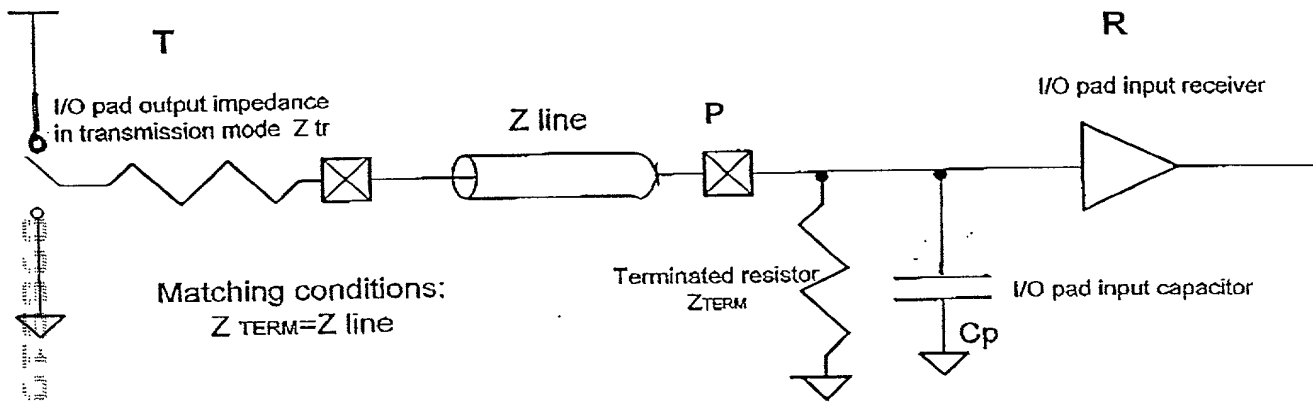 T
R
I/O pad output impedance
in transmission mode Z tr
I/O pad input receiver
Z line
P
Matching conditions:
Z TERM=Z line
Terminated resistor
ZTERM
I/O pad input capacitor
Cp